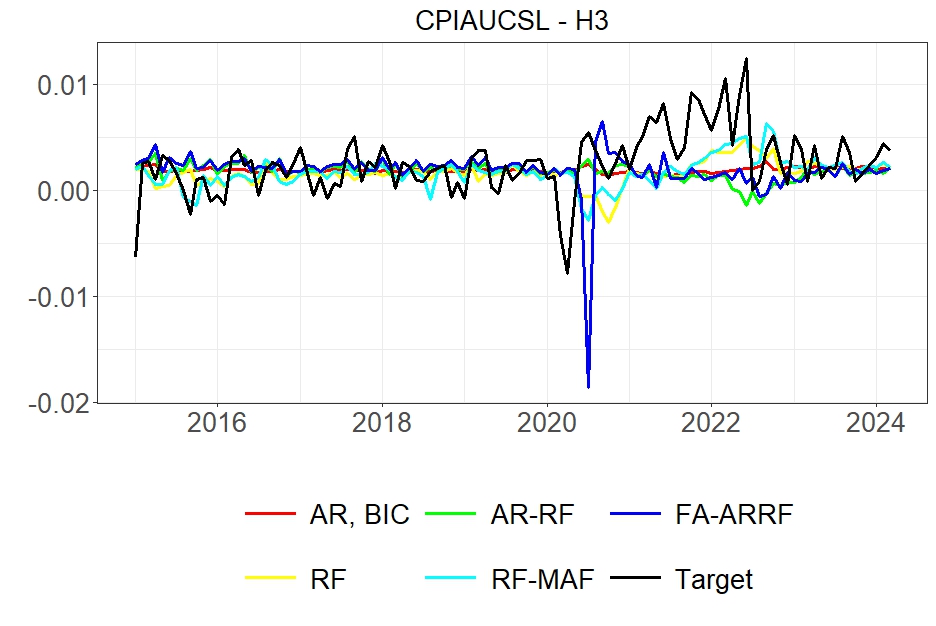 CPIAUCSL - H3
0.01
0.00
-0.01
-0.02
2016 2018 2020 2022 2024
AR, BIC AR-RF FA-ARRF
RF RF-MAF Target